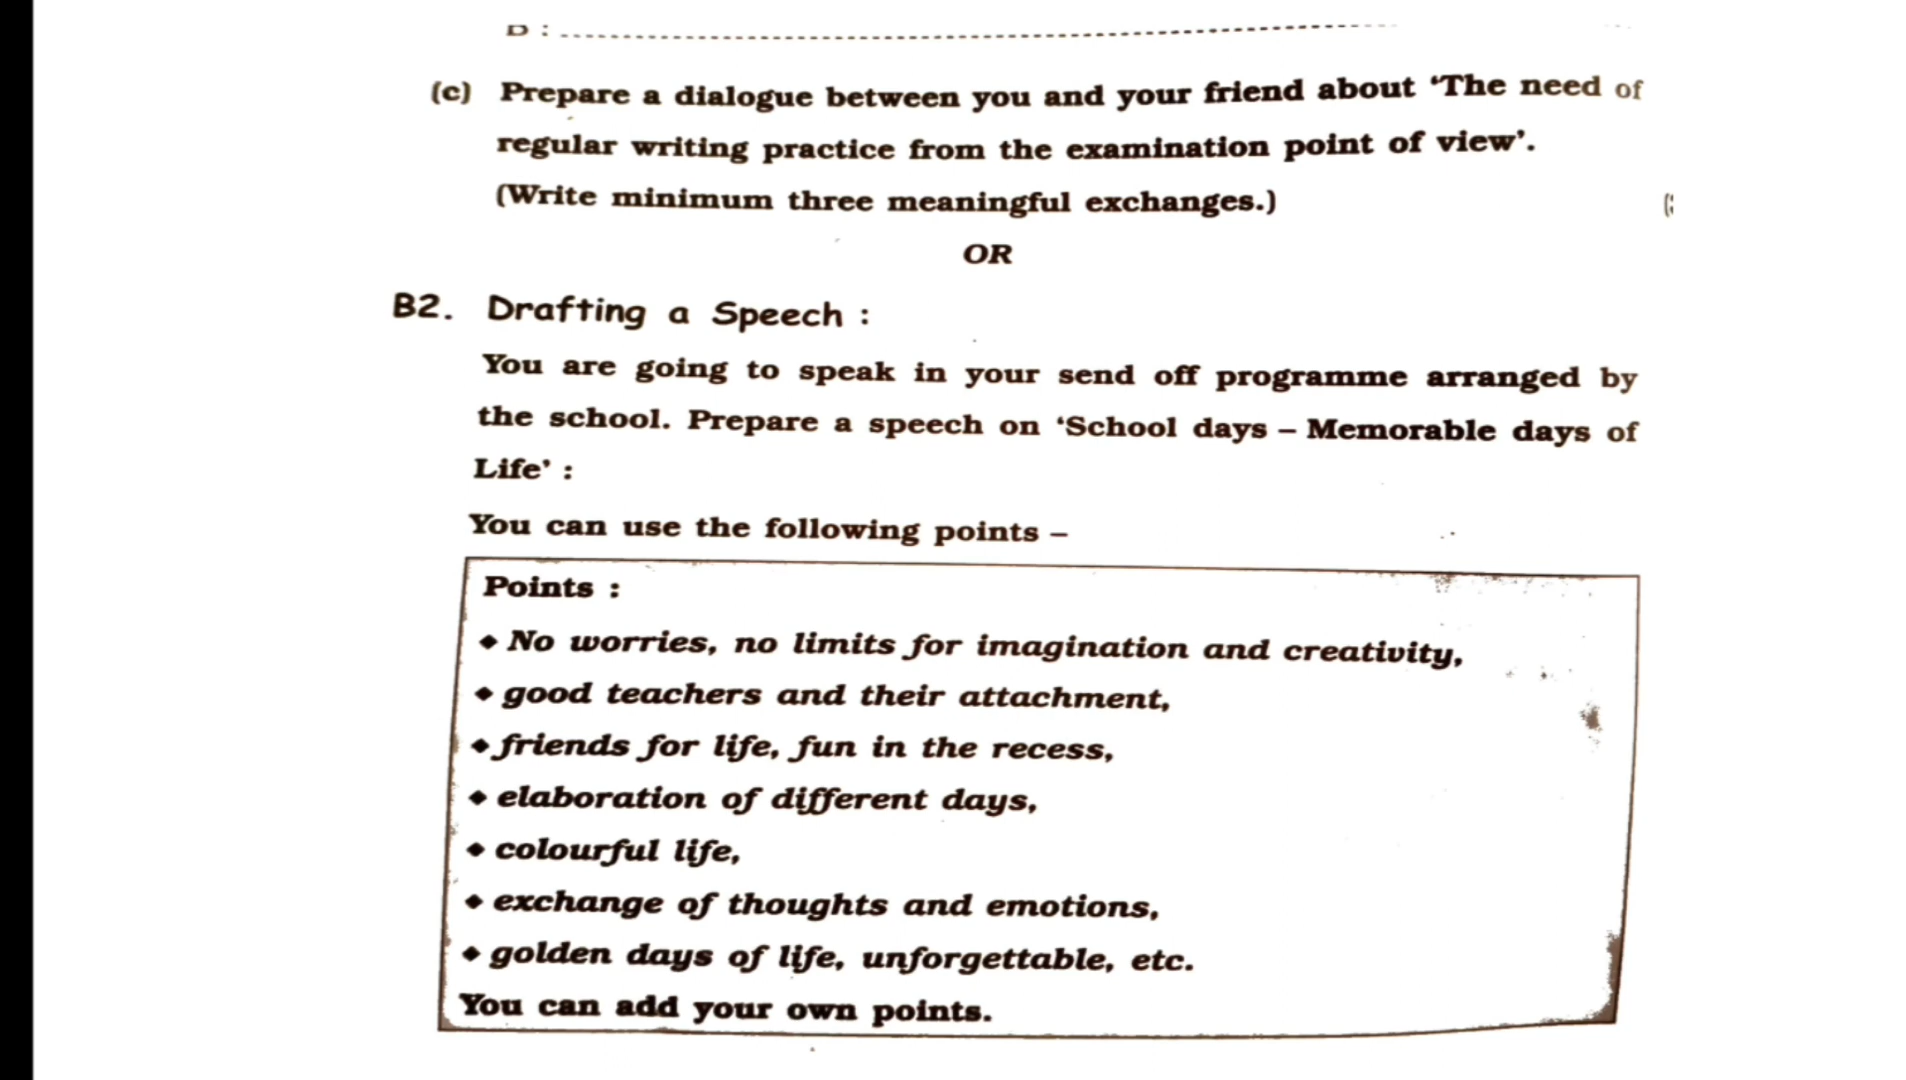 B : 
(c) Prepare a dialogue between you and your friend about ‘The need of
regular writing practice from the examination point of view’.
(Write minimum three meaningful exchanges.)
OR
B2. Drafting a Speech :
You are going to speak in your send off programme arranged by
the school. Prepare a speech on ‘School days – Memorable days of
Life’ :
You can use the following points –
Points :
◆ No worries, no limits for imagination and creativity,
◆ good teachers and their attachment,
◆ friends for life, fun in the recess,
◆ elaboration of different days,
◆ colourful life,
◆ exchange of thoughts and emotions,
◆ golden days of life, unforgettable, etc.
You can add your own points.